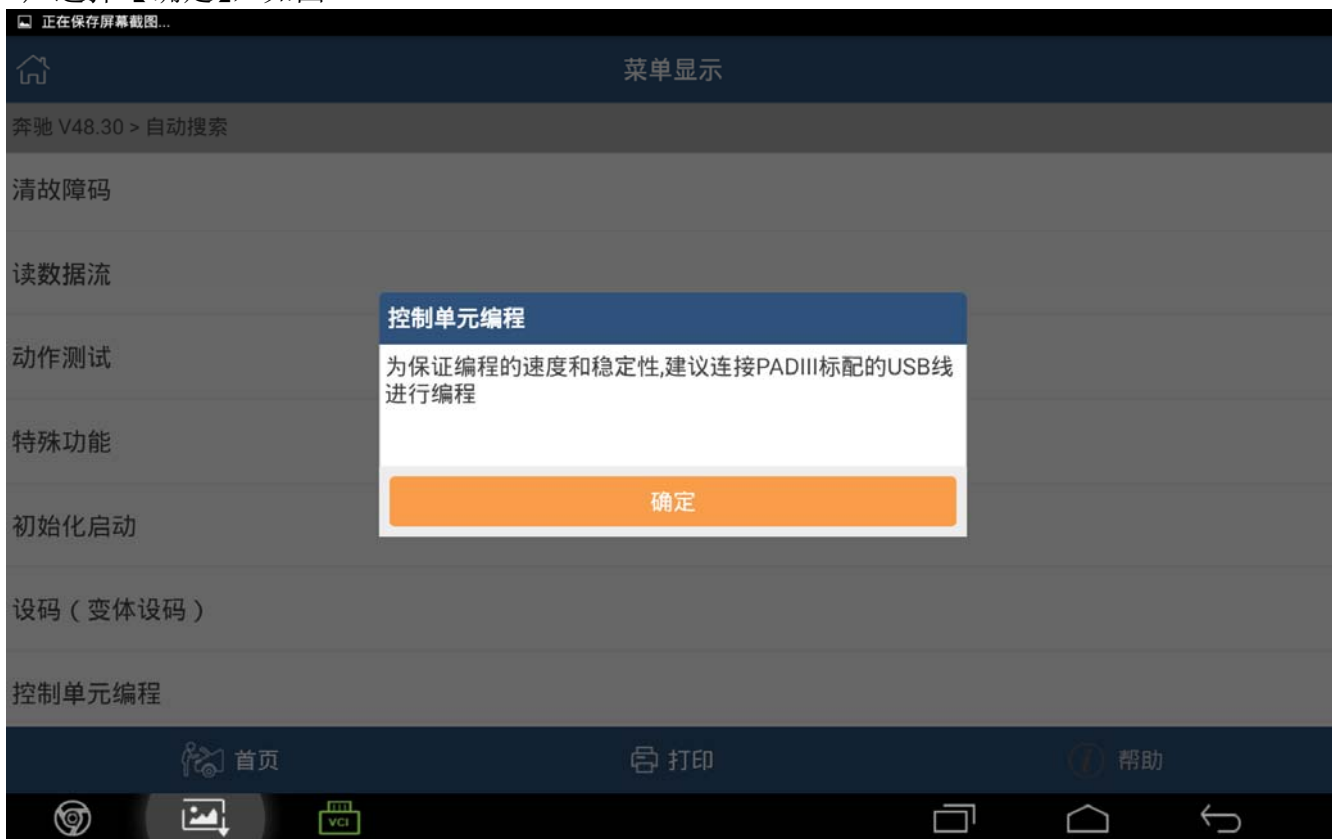 正在保存屏幕截图...
菜单显示
奔驰 V48.30 > 自动搜索
清故障码
读数据流
动作测试
特殊功能
初始化启动
设码（变体设码）
控制单元编程
控制单元编程
为保证编程的速度和稳定性,建议连接PADIII标配的USB线
进行编程
确定
首页
打印
帮助
VCI